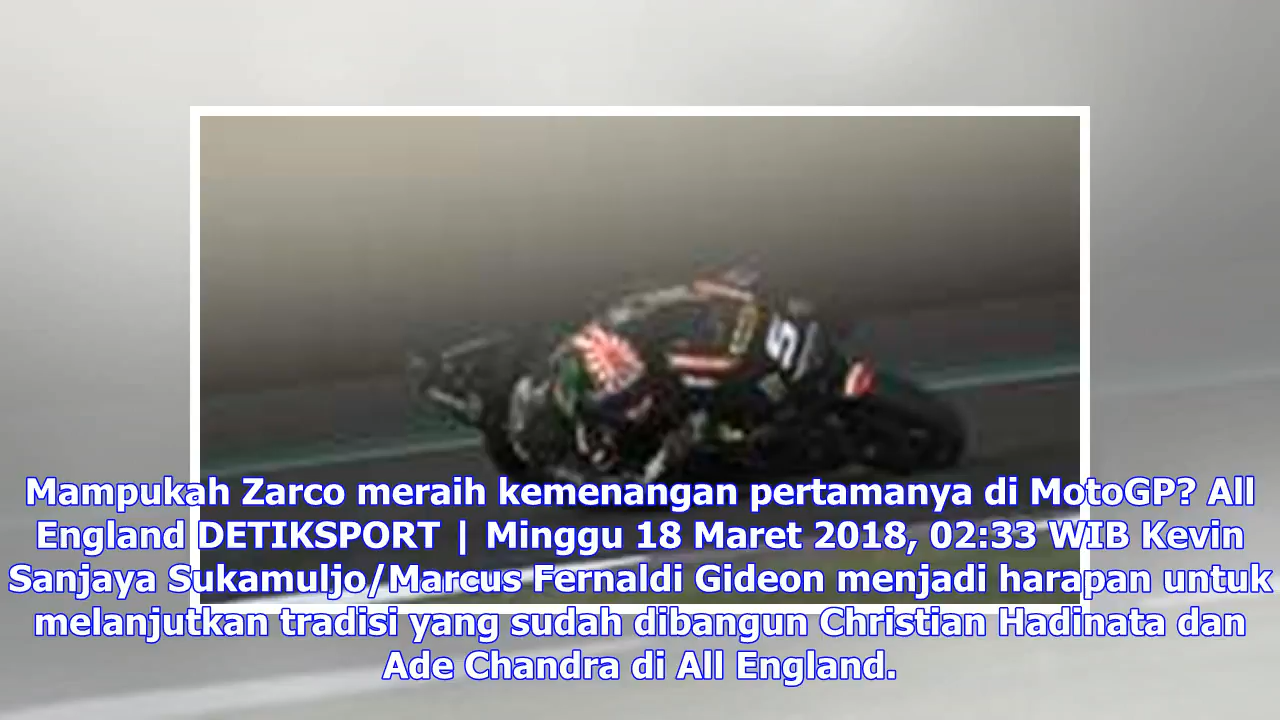 5
Mampukah Zarco meraih kemenangan pertamanya di MotoGP? All
England DETIKSPORT | Minggu 18 Maret 2018, 02:33 WIB Kevin
Sanjaya Sukamuljo/Marcus Fernaldi Gideon menjadi harapan untuk
melanjutkan tradisi yang sudah dibangun Christian Hadinata dan
Ade Chandra di All England.